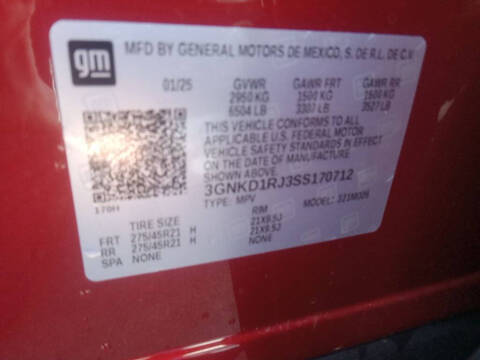 gm
MFD BY GENERAL MOTORS DE MEXICO, S. DE R.L. DE C.V.
01/25 GVWR GAWR FRT GAWR RR
2950 KG 1500 KG 1600 KG
6504 LB 3307 LB 3527 LB
THIS VEHICLE CONFORMS TO ALL
APPLICABLE U.S. FEDERAL MOTOR
VEHICLE SAFETY STANDARDS IN EFFECT
ON THE DATE OF MANUFACTURE SHOWN ABOVE.
3GNKD1RJ3SS170712
TYPE: MPV MODEL:
170H
TIRE SIZE RIM
FRT 275/45R21 H 21X9.5J
RR 275/45R21 H 21X9.5J
SPA NONE NONE